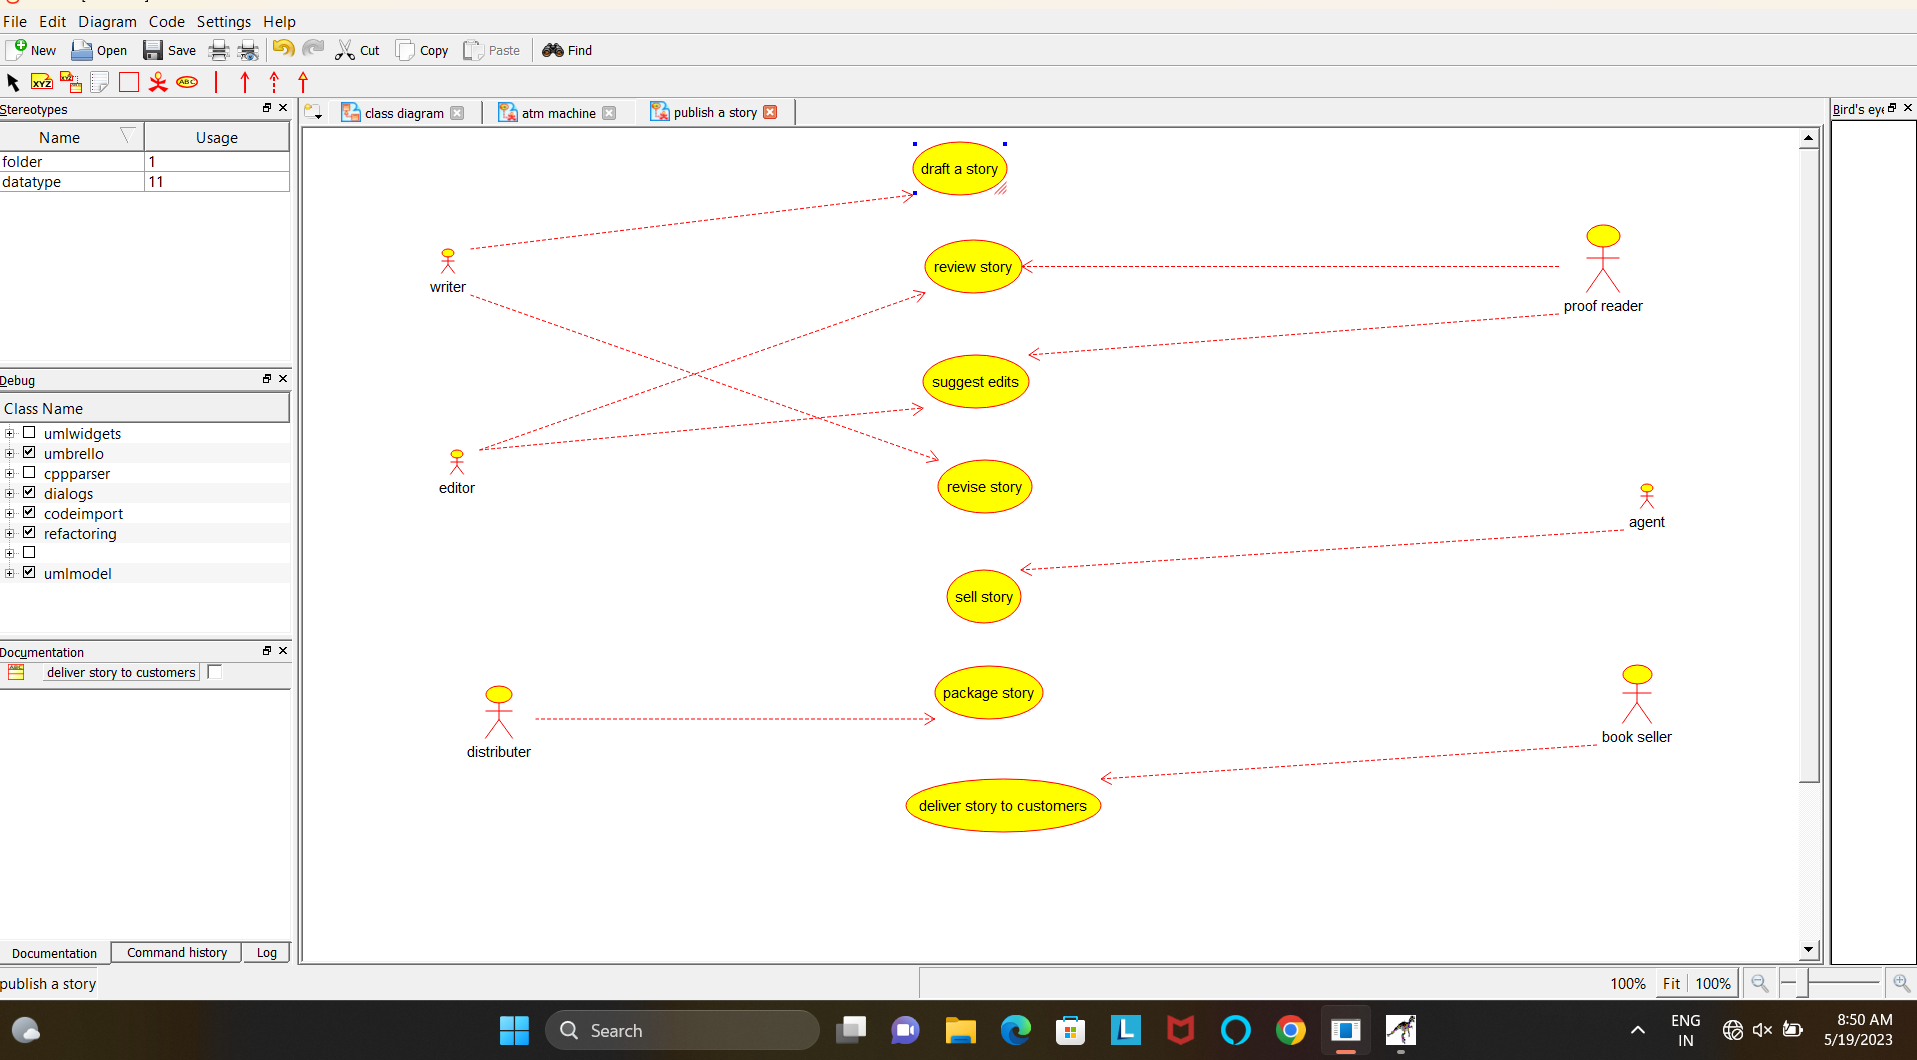 File Edit Diagram Code Settings Help
New Open Save Cut Copy Paste Find
XYZ XYZ ABC
Stereotypes
Name Usage
folder 1
datatype 11
class diagram atm machine publish a story
Bird's eye
draft a story
review story
writer
proof reader
suggest edits
editor
revise story
agent
sell story
package story
distributer
book seller
deliver story to customers
Debug
Class Name
umlwidgets
umbrello
cppparser
dialogs
codeimport
refactoring
umlmodel
Documentation
ABC deliver story to customers
Documentation Command history Log
publish a story
100% Fit 100%
Search
L
ENG
IN
8:50 AM
5/19/2023